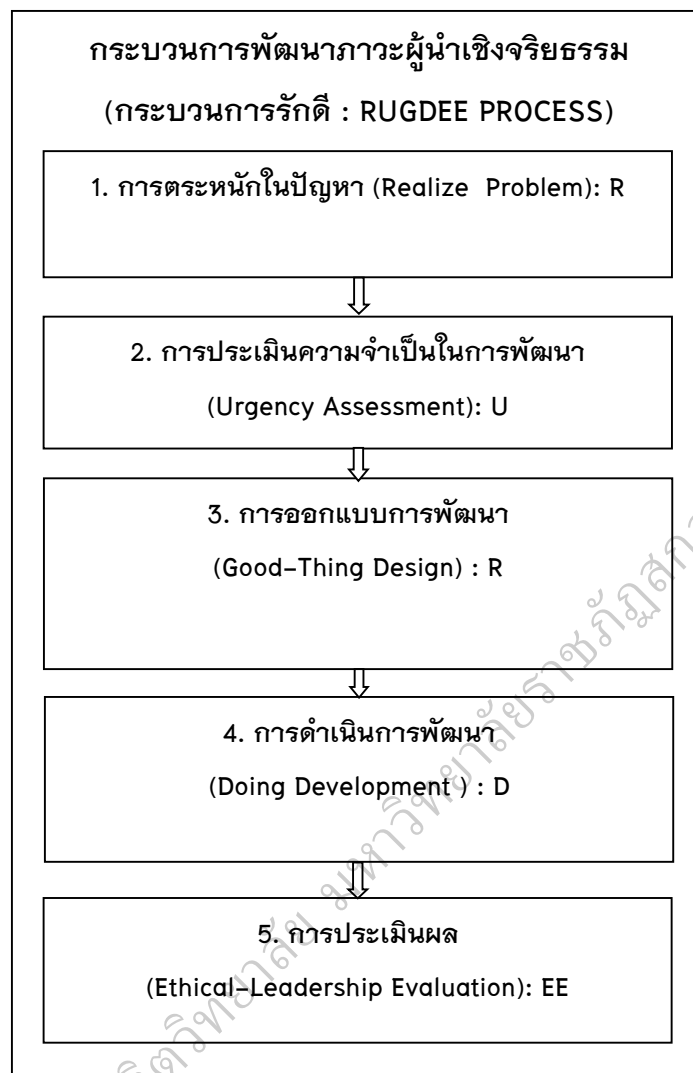 กระบวนการพัฒนาภาวะผู้นำเชิงจริยธรรม
(กระบวนการรักดี : RUGDEE PROCESS)
1. การตระหนักในปัญหา (Realize Problem): R
2. การประเมินความจำเป็นในการพัฒนา
(Urgency Assessment): U
3. การออกแบบการพัฒนา
(Good-Thing Design) : R
4. การดำเนินการพัฒนา
(Doing Development ) : D
5. การประเมินผล
(Ethical-Leadership Evaluation): EE